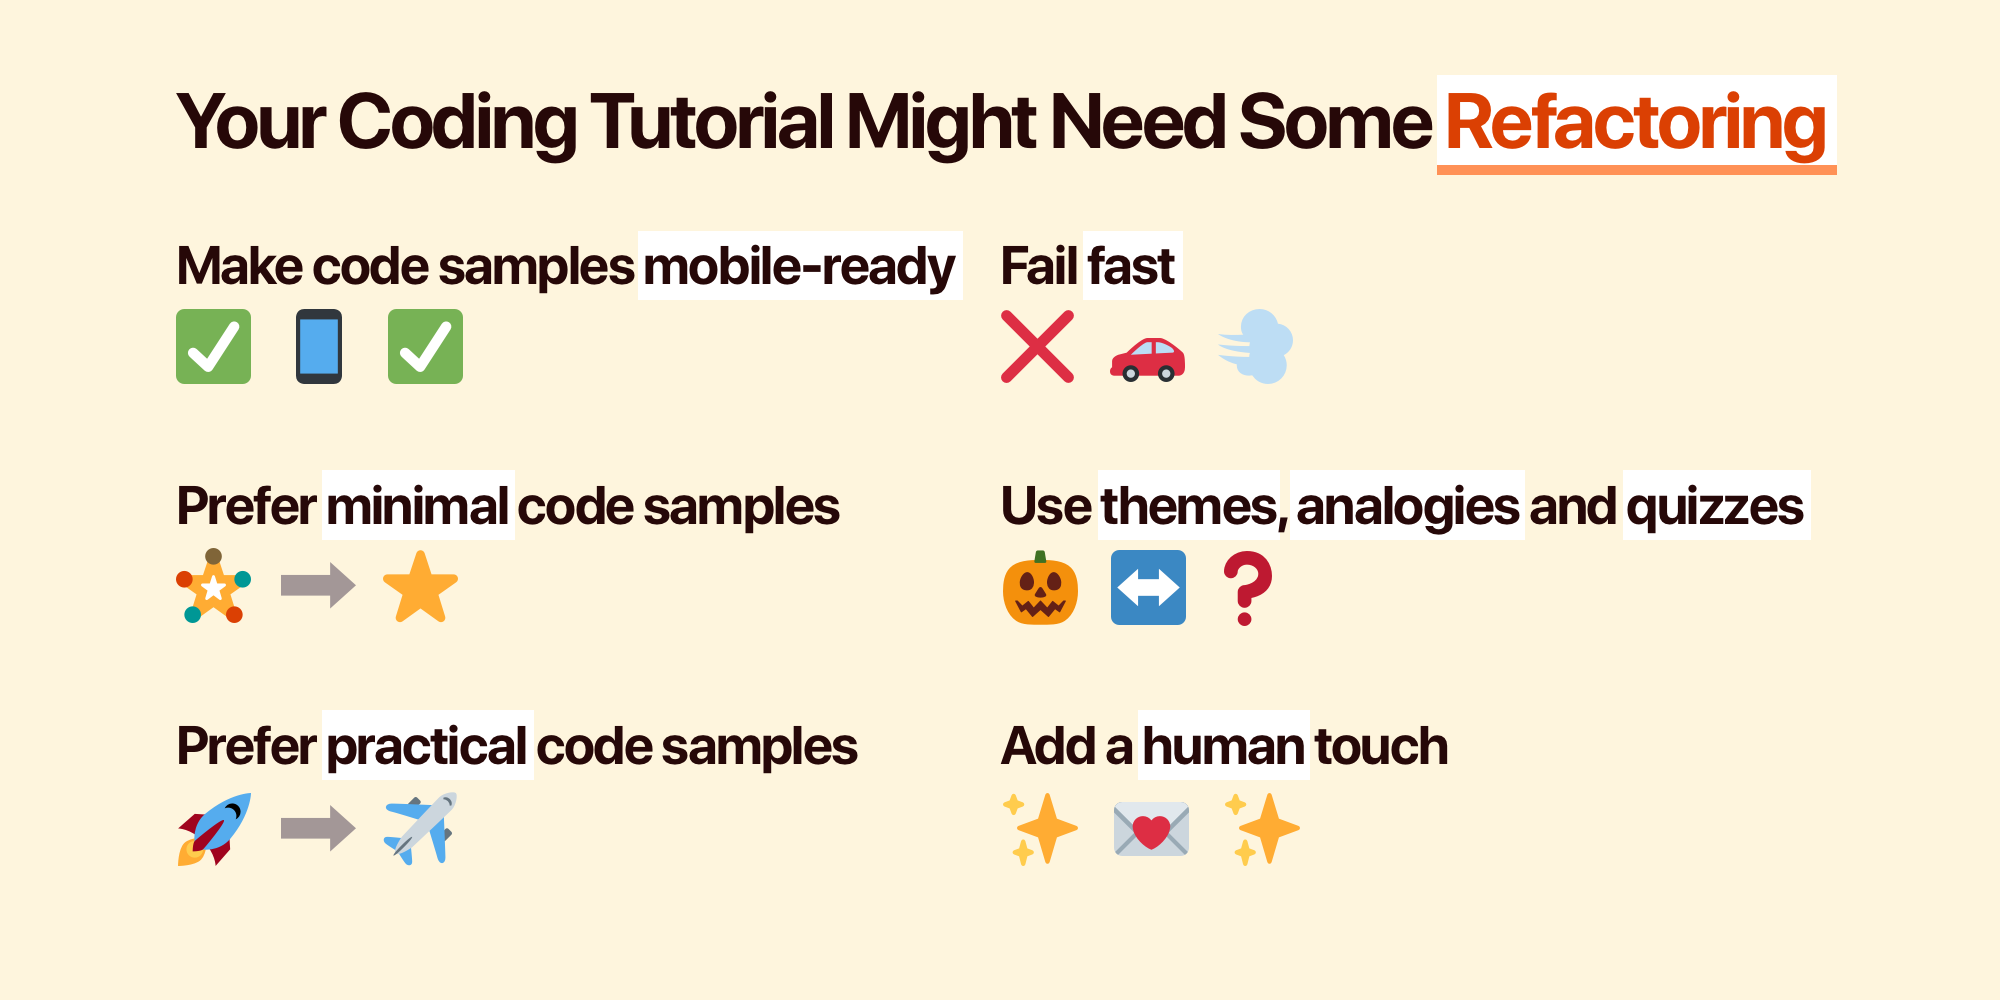 Your Coding Tutorial Might Need Some Refactoring
Make code samples mobile-ready
Fail fast
Prefer minimal code samples
Use themes, analogies and quizzes
Prefer practical code samples
Add a human touch